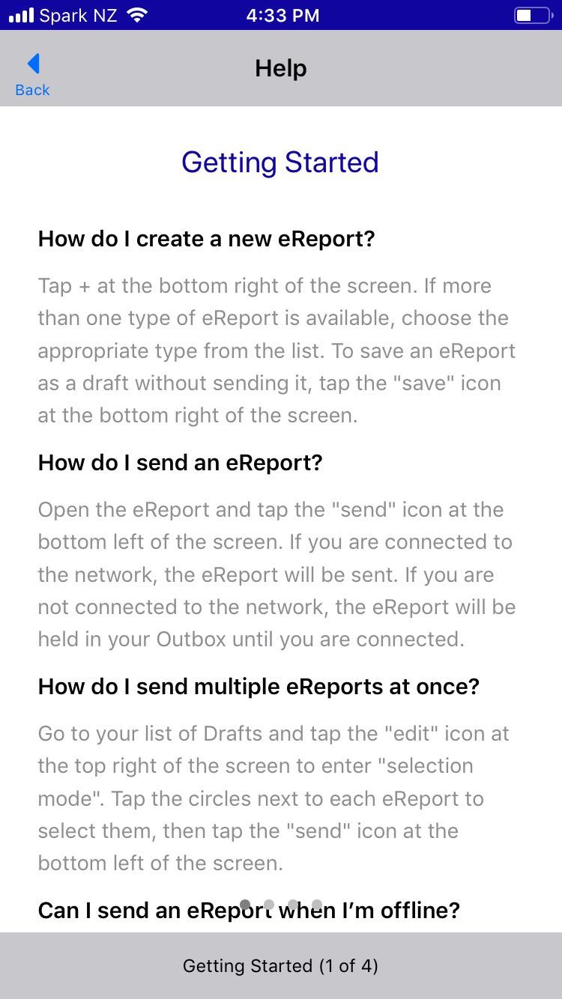 Spark NZ 4:33 PM
Back
Help
Getting Started
How do I create a new eReport?
Tap + at the bottom right of the screen. If more
than one type of eReport is available, choose the
appropriate type from the list. To save an eReport
as a draft without sending it, tap the "save" icon
at the bottom right of the screen.
How do I send an eReport?
Open the eReport and tap the "send" icon at the
bottom left of the screen. If you are connected to
the network, the eReport will be sent. If you are
not connected to the network, the eReport will be
held in your Outbox until you are connected.
How do I send multiple eReports at once?
Go to your list of Drafts and tap the "edit" icon at
the top right of the screen to enter "selection
mode". Tap the circles next to each eReport to
select them, then tap the "send" icon at the
bottom left of the screen.
Can I send an eReport when I’m offline?
Getting Started (1 of 4)